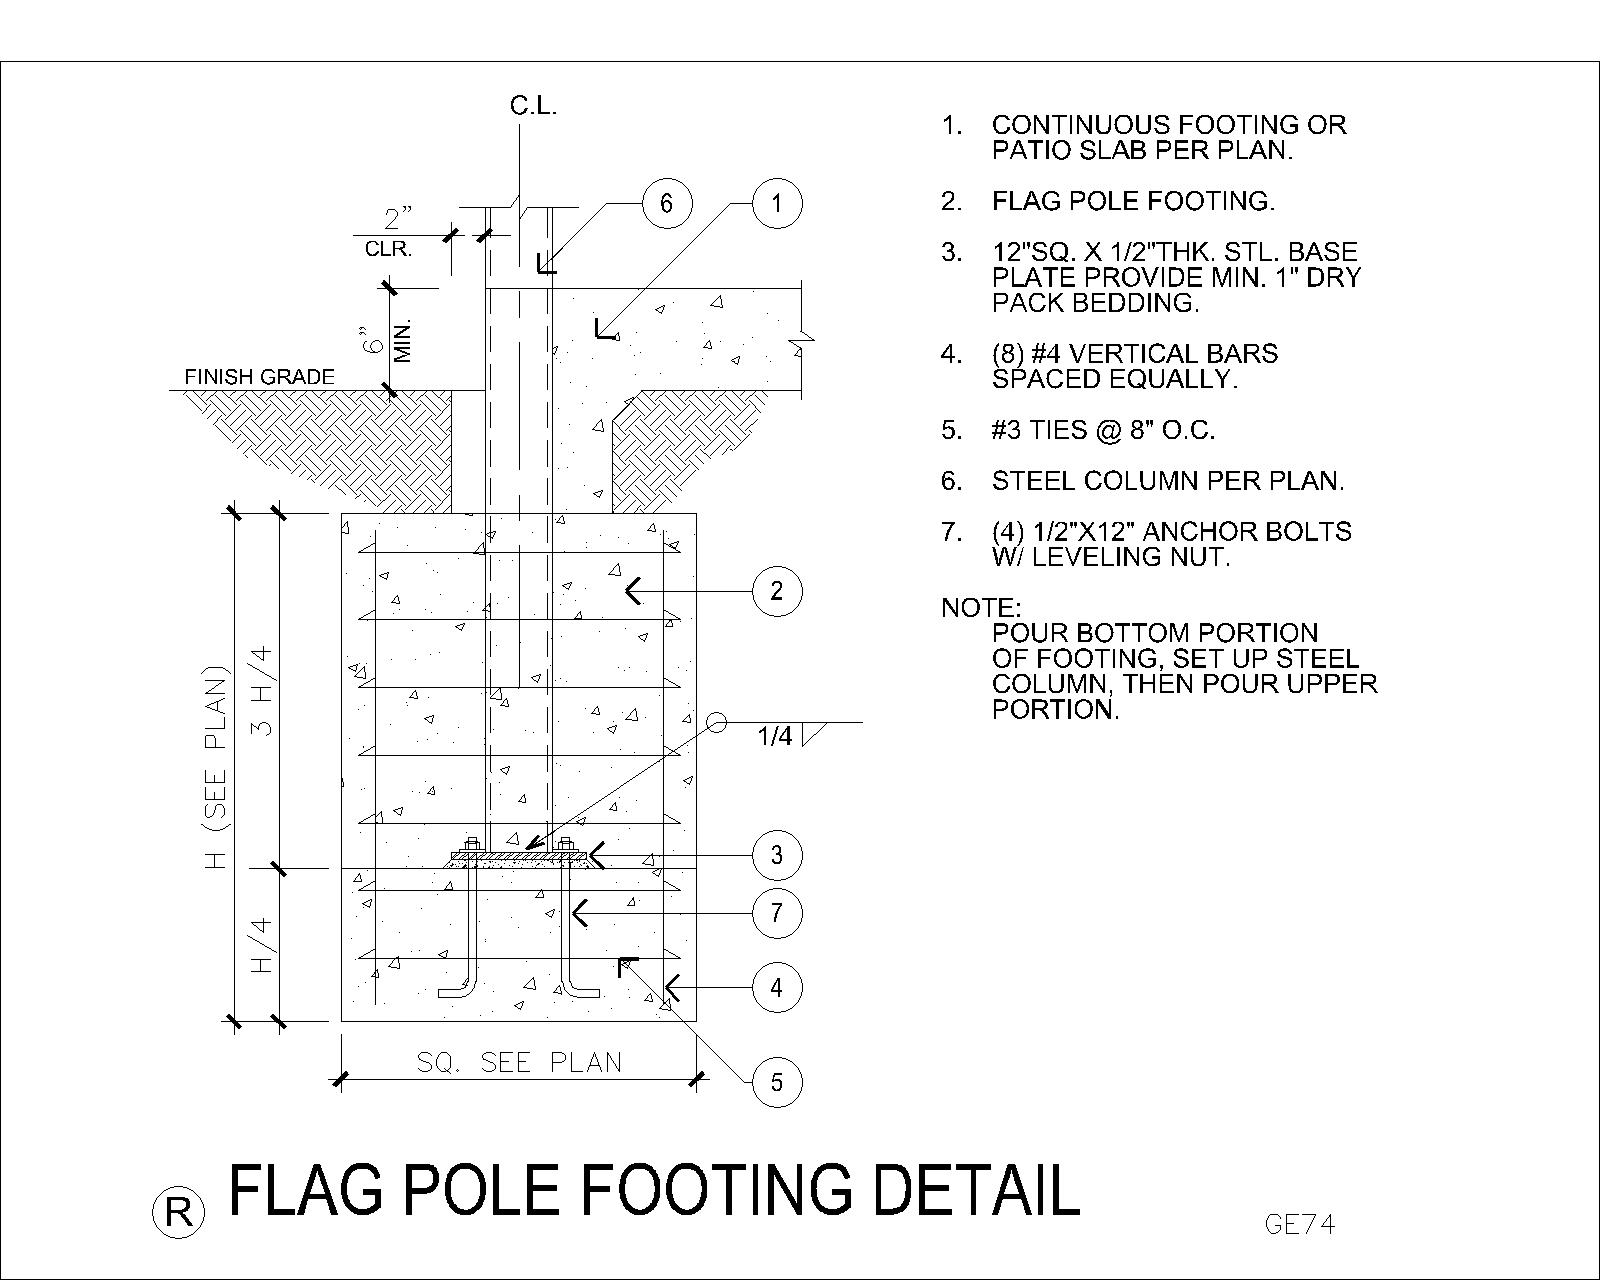 C.L.
6
1
2”
CLR.
6”
MIN.
FINISH GRADE
2
H (SEE PLAN)
3 H/4
1/4
3
7
H/4
4
SQ. SEE PLAN
5
1. CONTINUOUS FOOTING OR
PATIO SLAB PER PLAN.
2. FLAG POLE FOOTING.
3. 12"SQ. X 1/2"THK. STL. BASE
PLATE PROVIDE MIN. 1" DRY
PACK BEDDING.
4. (8) #4 VERTICAL BARS
SPACED EQUALLY.
5. #3 TIES @ 8" O.C.
6. STEEL COLUMN PER PLAN.
7. (4) 1/2"X12" ANCHOR BOLTS
W/ LEVELING NUT.
NOTE:
POUR BOTTOM PORTION
OF FOOTING, SET UP STEEL
COLUMN, THEN POUR UPPER
PORTION.
R FLAG POLE FOOTING DETAIL
GE74